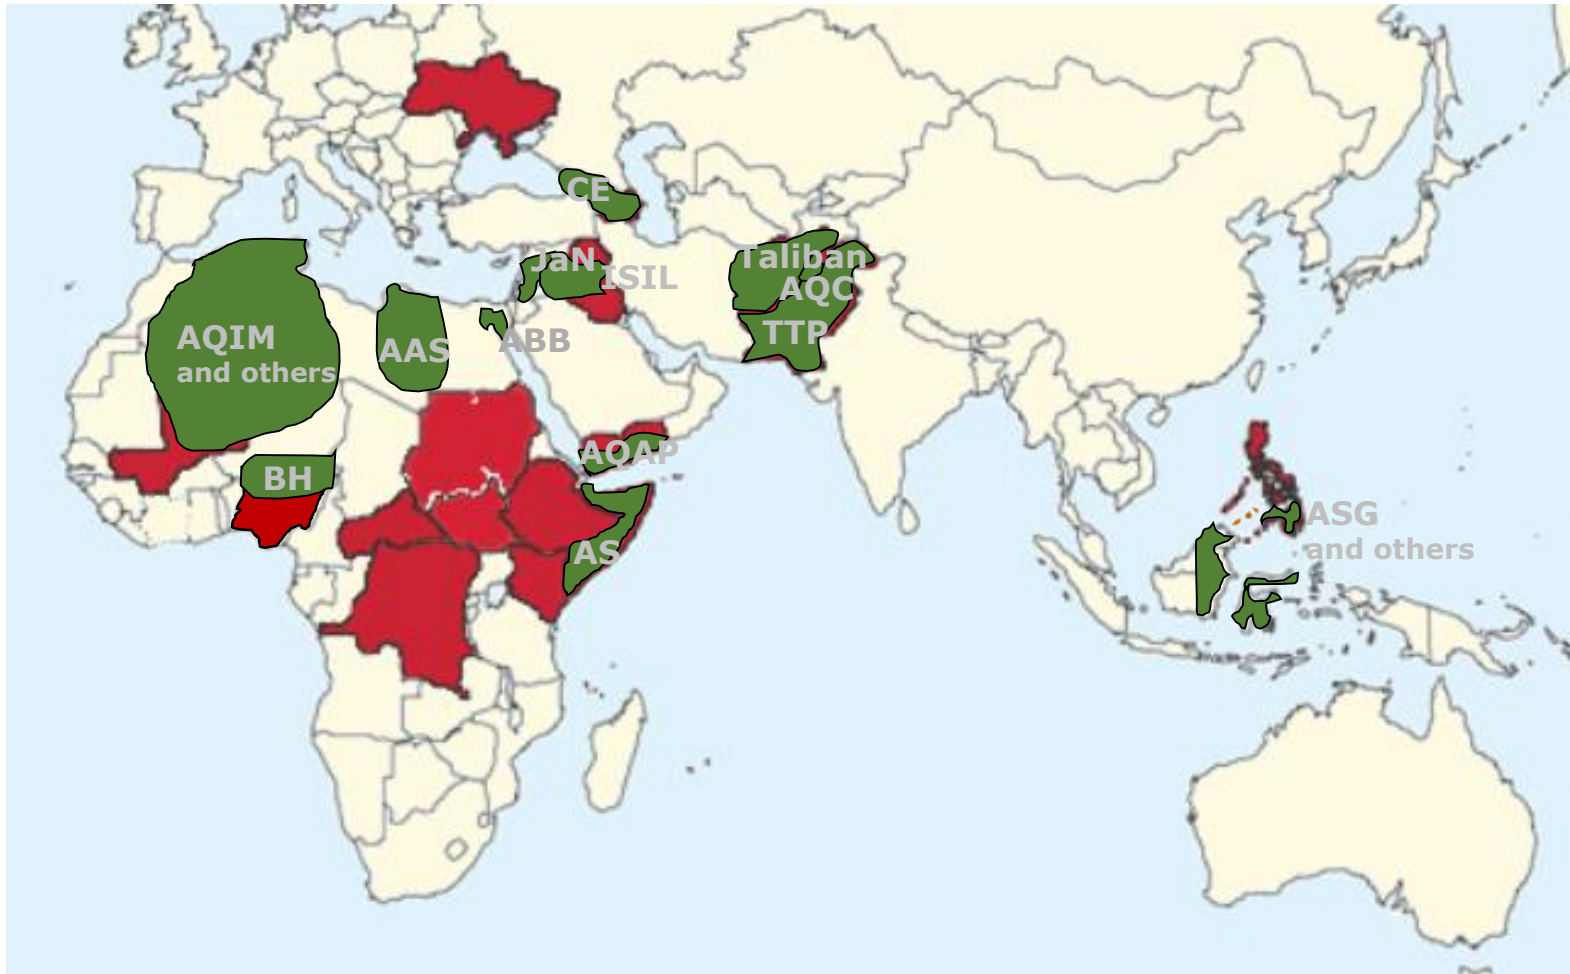 CE
JaN
ISIL
Taliban
AQC
TTP
AQIM
and others
AAS
ABB
AQAP
BH
AS
ASG
and others